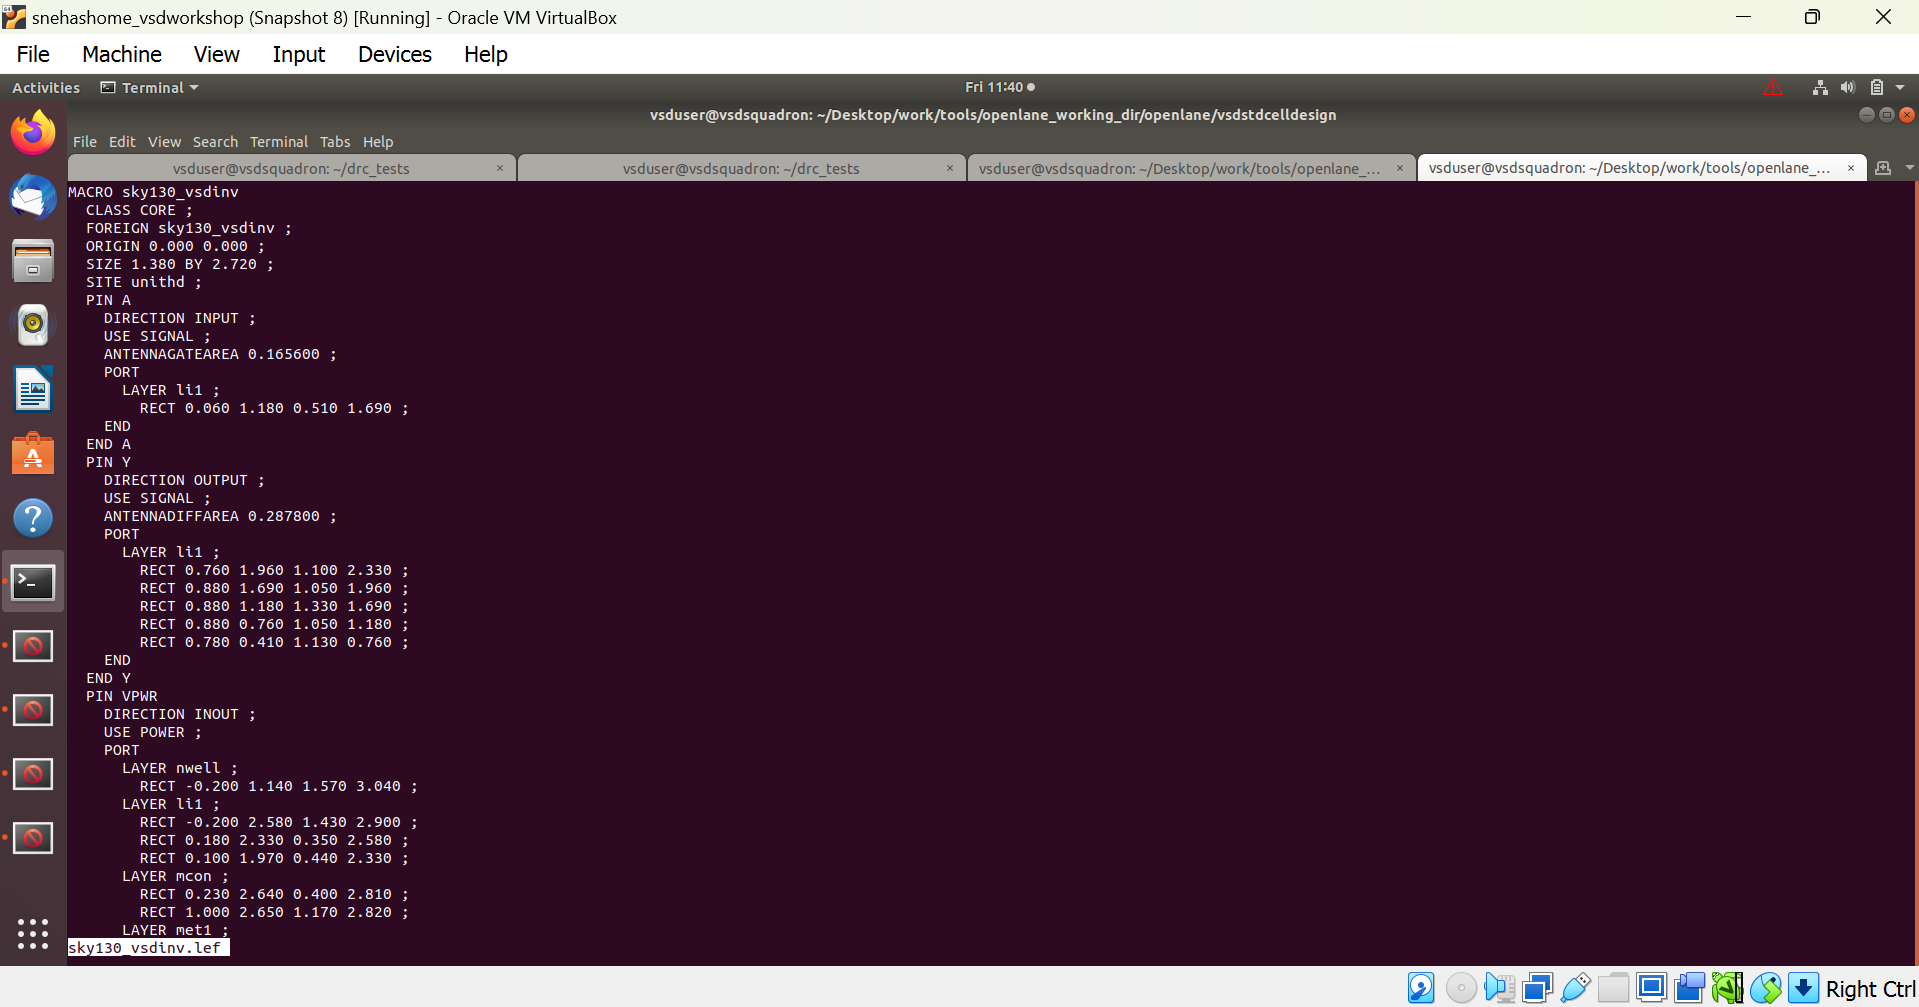 snehashome_vsdworkshop (Snapshot 8) [Running] - Oracle VM VirtualBox
File Machine View Input Devices Help
Activities Terminal Fri 11:40
vsduser@vsdsquadron: ~/Desktop/work/tools/openlane_working_dir/openlane/vsdstdcelldesign
File Edit View Search Terminal Tabs Help
vsduser@vsdsquadron: ~/drc_tests × vsduser@vsdsquadron: ~/drc_tests × vsduser@vsdsquadron: ~/Desktop/work/tools/openlane_... × vsduser@vsdsquadron: ~/Desktop/work/tools/openlane_... ×
MACRO sky130_vsdinv
CLASS CORE ;
FOREIGN sky130_vsdinv ;
ORIGIN 0.000 0.000 ;
SIZE 1.380 BY 2.720 ;
SITE unithd ;
PIN A
DIRECTION INPUT ;
USE SIGNAL ;
ANTENNAGATEAREA 0.165600 ;
PORT
LAYER li1 ;
RECT 0.060 1.180 0.510 1.690 ;
END
END A
PIN Y
DIRECTION OUTPUT ;
USE SIGNAL ;
ANTENNADIFFAREA 0.287800 ;
PORT
LAYER li1 ;
RECT 0.760 1.960 1.100 2.330 ;
RECT 0.880 1.690 1.050 1.960 ;
RECT 0.880 1.180 1.330 1.690 ;
RECT 0.880 0.760 1.050 1.180 ;
RECT 0.780 0.410 1.130 0.760 ;
END
END Y
PIN VPWR
DIRECTION INOUT ;
USE POWER ;
PORT
LAYER nwell ;
RECT -0.200 1.140 1.570 3.040 ;
LAYER li1 ;
RECT -0.200 2.580 1.430 2.900 ;
RECT 0.180 2.330 0.350 2.580 ;
RECT 0.100 1.970 0.440 2.330 ;
LAYER mcon ;
RECT 0.230 2.640 0.400 2.810 ;
RECT 1.000 2.650 1.170 2.820 ;
LAYER met1 ;
sky130_vsdinv.lef
Right Ctrl